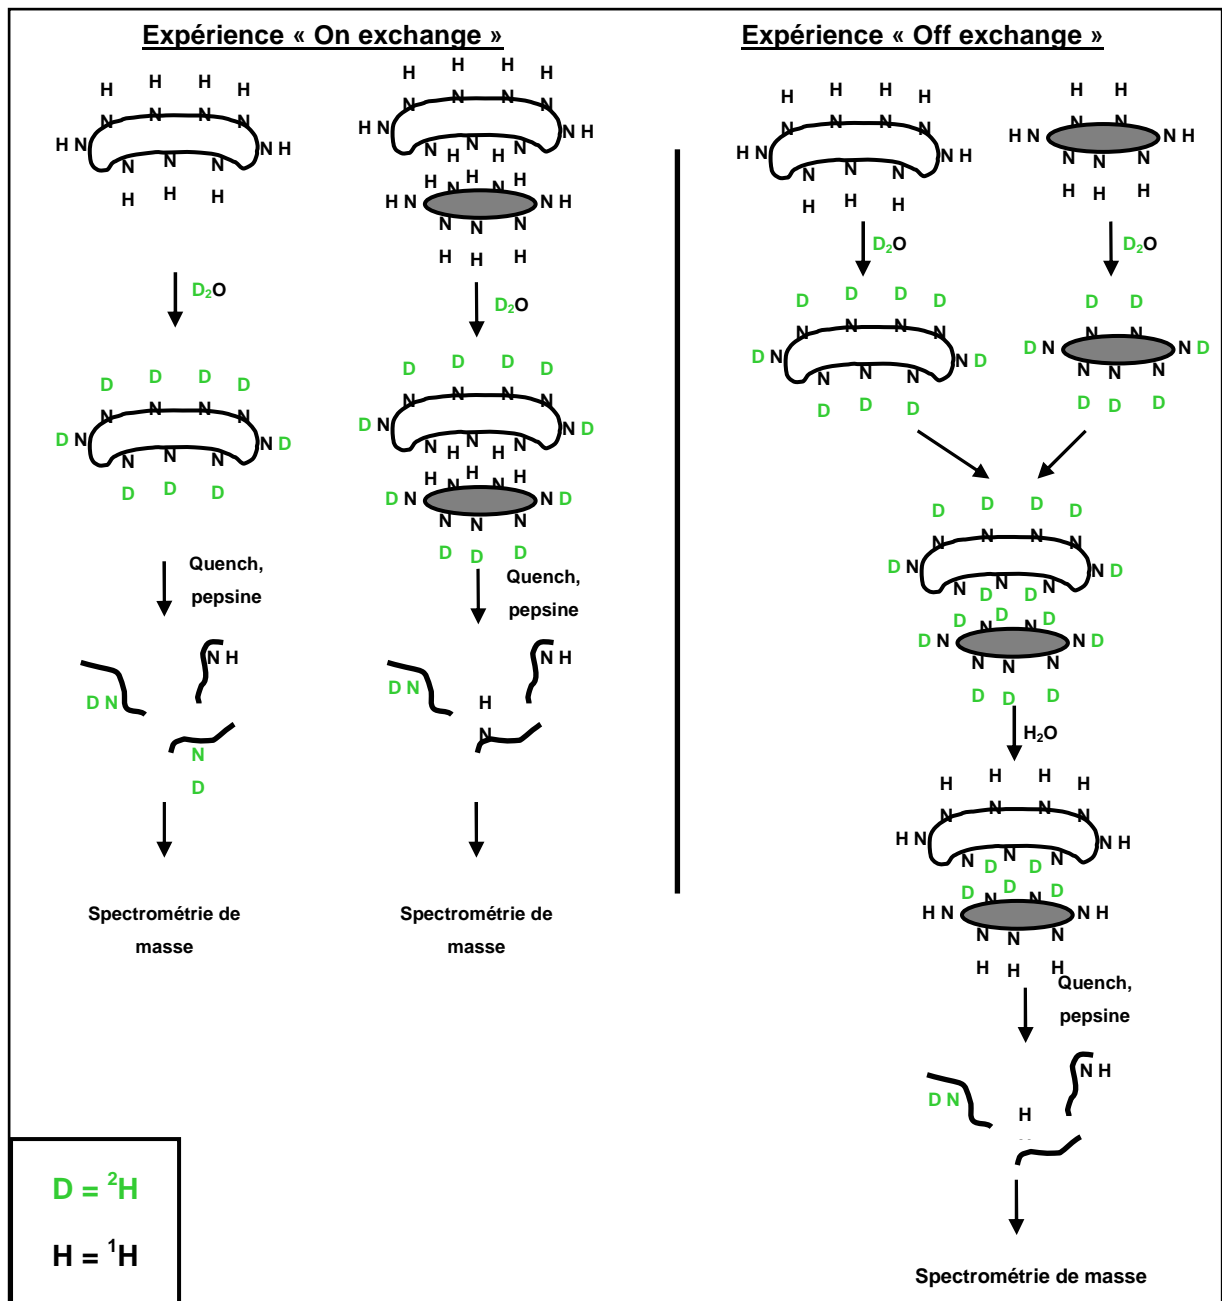 Expérience « On exchange »
H H H H
N N N N
H N N H
N N N
H H H
D₂O
D D D D
N N N N
D N N D
N N N
D D D
Quench,
pepsine
N H
D N
N
D
Spectrométrie de
masse
H H H H
N N N N
H N N H
N N N
H H
H H H
N N N N
H N N H
N N N
H H H
D₂O
D D D D
N N N N
D N N D
N N N
H H
H H H
N N N N
D N N D
N N N
D D D
Quench,
pepsine
N H
D N
H
N
Spectrométrie de
masse
Expérience « Off exchange »
H H H H
N N N N
H N N H
N N N
H H H
D₂O
D D D D
N N N N
D N N D
N N N
D D D
H H
N N
H N N H
N N N
H H H
D₂O
D D
N N
D N N D
N N N
D D D
D D D D
N N N N
D N N D
N N N
D D
D D D
N N
D N N D
N N N
D D D
H₂O
H H H H
N N N N
H N N H
N N N
D D
D D D
N N
H N N H
N N N
H H H
Quench,
pepsine
N H
D N
H
Spectrométrie de masse
D = ²H
H = ¹H